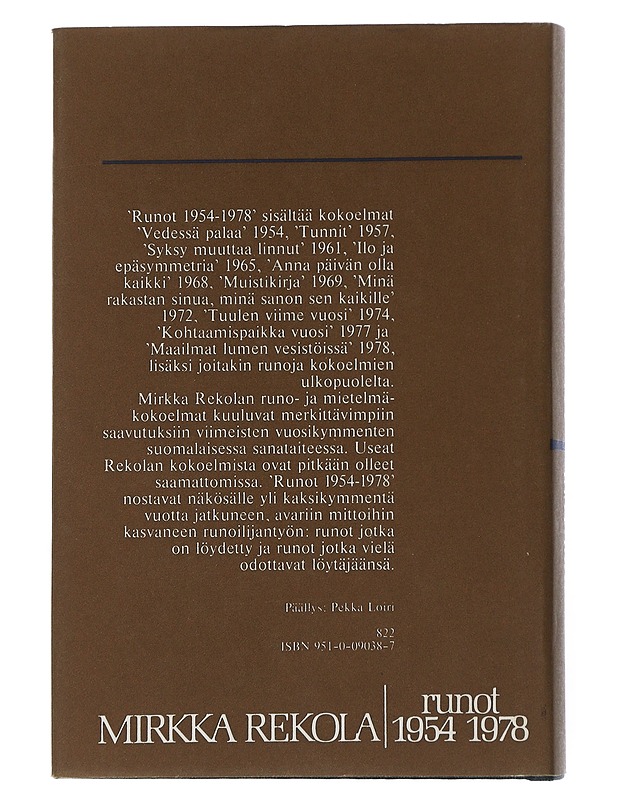 'Runot 1954-1978' sisältää kokoelmat
'Vedessä palaa' 1954, 'Tunnit' 1957,
'Syksy muuttaa linnut' 1961, 'Ilo ja
epäsymmetria' 1965, 'Anna päivän olla
kaikki' 1968, 'Muistikirja' 1969, 'Minä
rakastan sinua, minä sanon sen kaikille'
1972, 'Tuulen viime vuosi' 1974,
'Kohtaamispaikka vuosi' 1977 ja
'Maailmat lumen vesistöissä' 1978,
lisäksi joitakin runoja kokoelmien
ulkopuolelta.
Mirkka Rekolan runo- ja mietelmä-
kokoelmat kuuluvat merkittävimpiin
saavutuksiin viimeisten vuosikymmenten
suomalaisessa sanataiteessa. Useat
Rekolan kokoelmista ovat pitkään olleet
saamattomissa. 'Runot 1954-1978'
nostavat näkösälle yli kaksikymmentä
vuotta jatkuneen, avariin mittoihin
kasvaneen runoilijantyön: runot jotka
on löydetty ja runot jotka vielä
odottavat löytäjäänsä.
Päällys: Pekka Loiri
822
ISBN 951-0-09038-7
MIRKKA REKOLA
runot
1954 1978